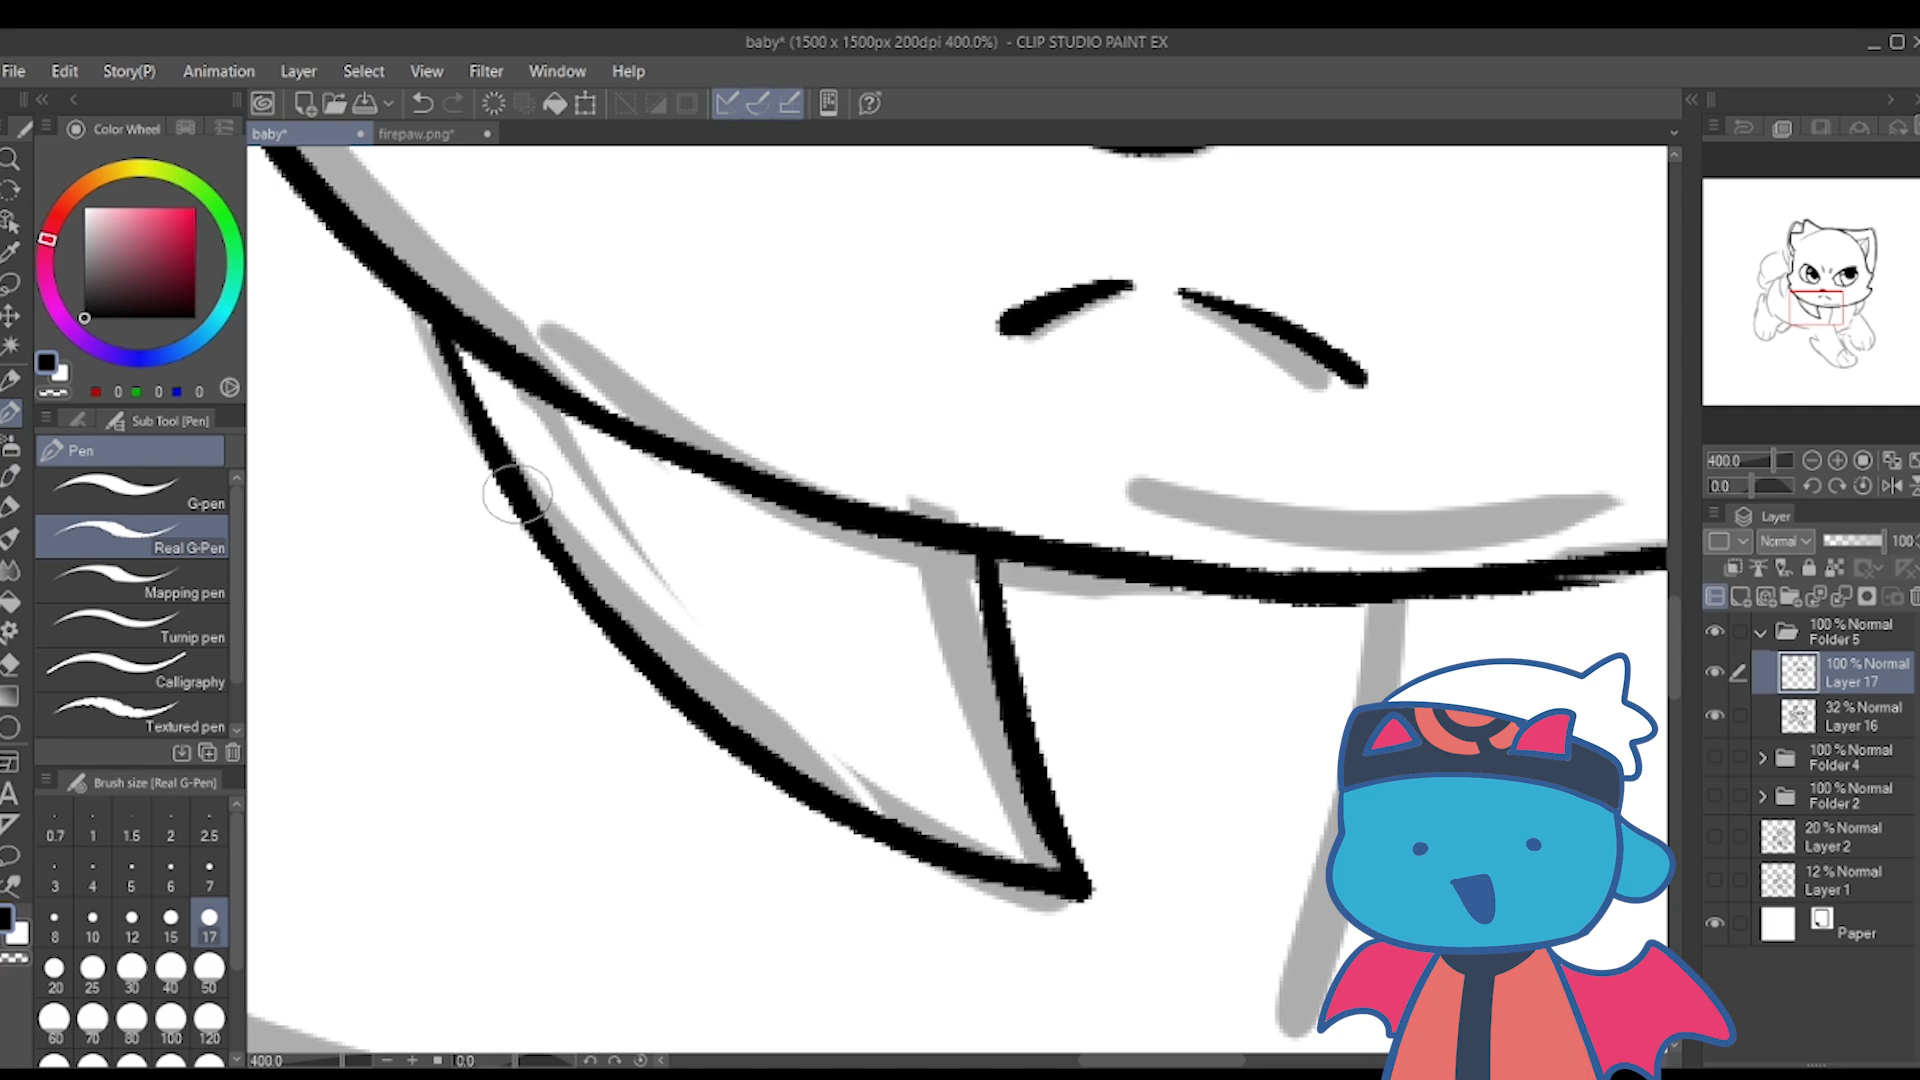 baby* (1500 x 1500px 200dpi 400.0%) - CLIP STUDIO PAINT EX
File Edit Story(P) Animation Layer Select View Filter Window Help
Color Wheel
baby* firepaw.png*
0 0 0
Sub Tool [Pen]
Pen
G-pen
Real G-Pen
Mapping pen
Turnip pen
Calligraphy
Textured pen
Brush size [Real G-Pen]
0.7 1 1.5 2 2.5
3 4 5 6 7
8 10 12 15 17
20 25 30 40 50
60 70 80 100 120
400.0 0.0
400.0
0.0
Layer
Normal 100
100 % Normal
Folder 5
100 % Normal
Layer 17
32 % Normal
Layer 16
100 % Normal
Folder 4
100 % Normal
Folder 2
20 % Normal
Layer 2
12 % Normal
Layer 1
Paper